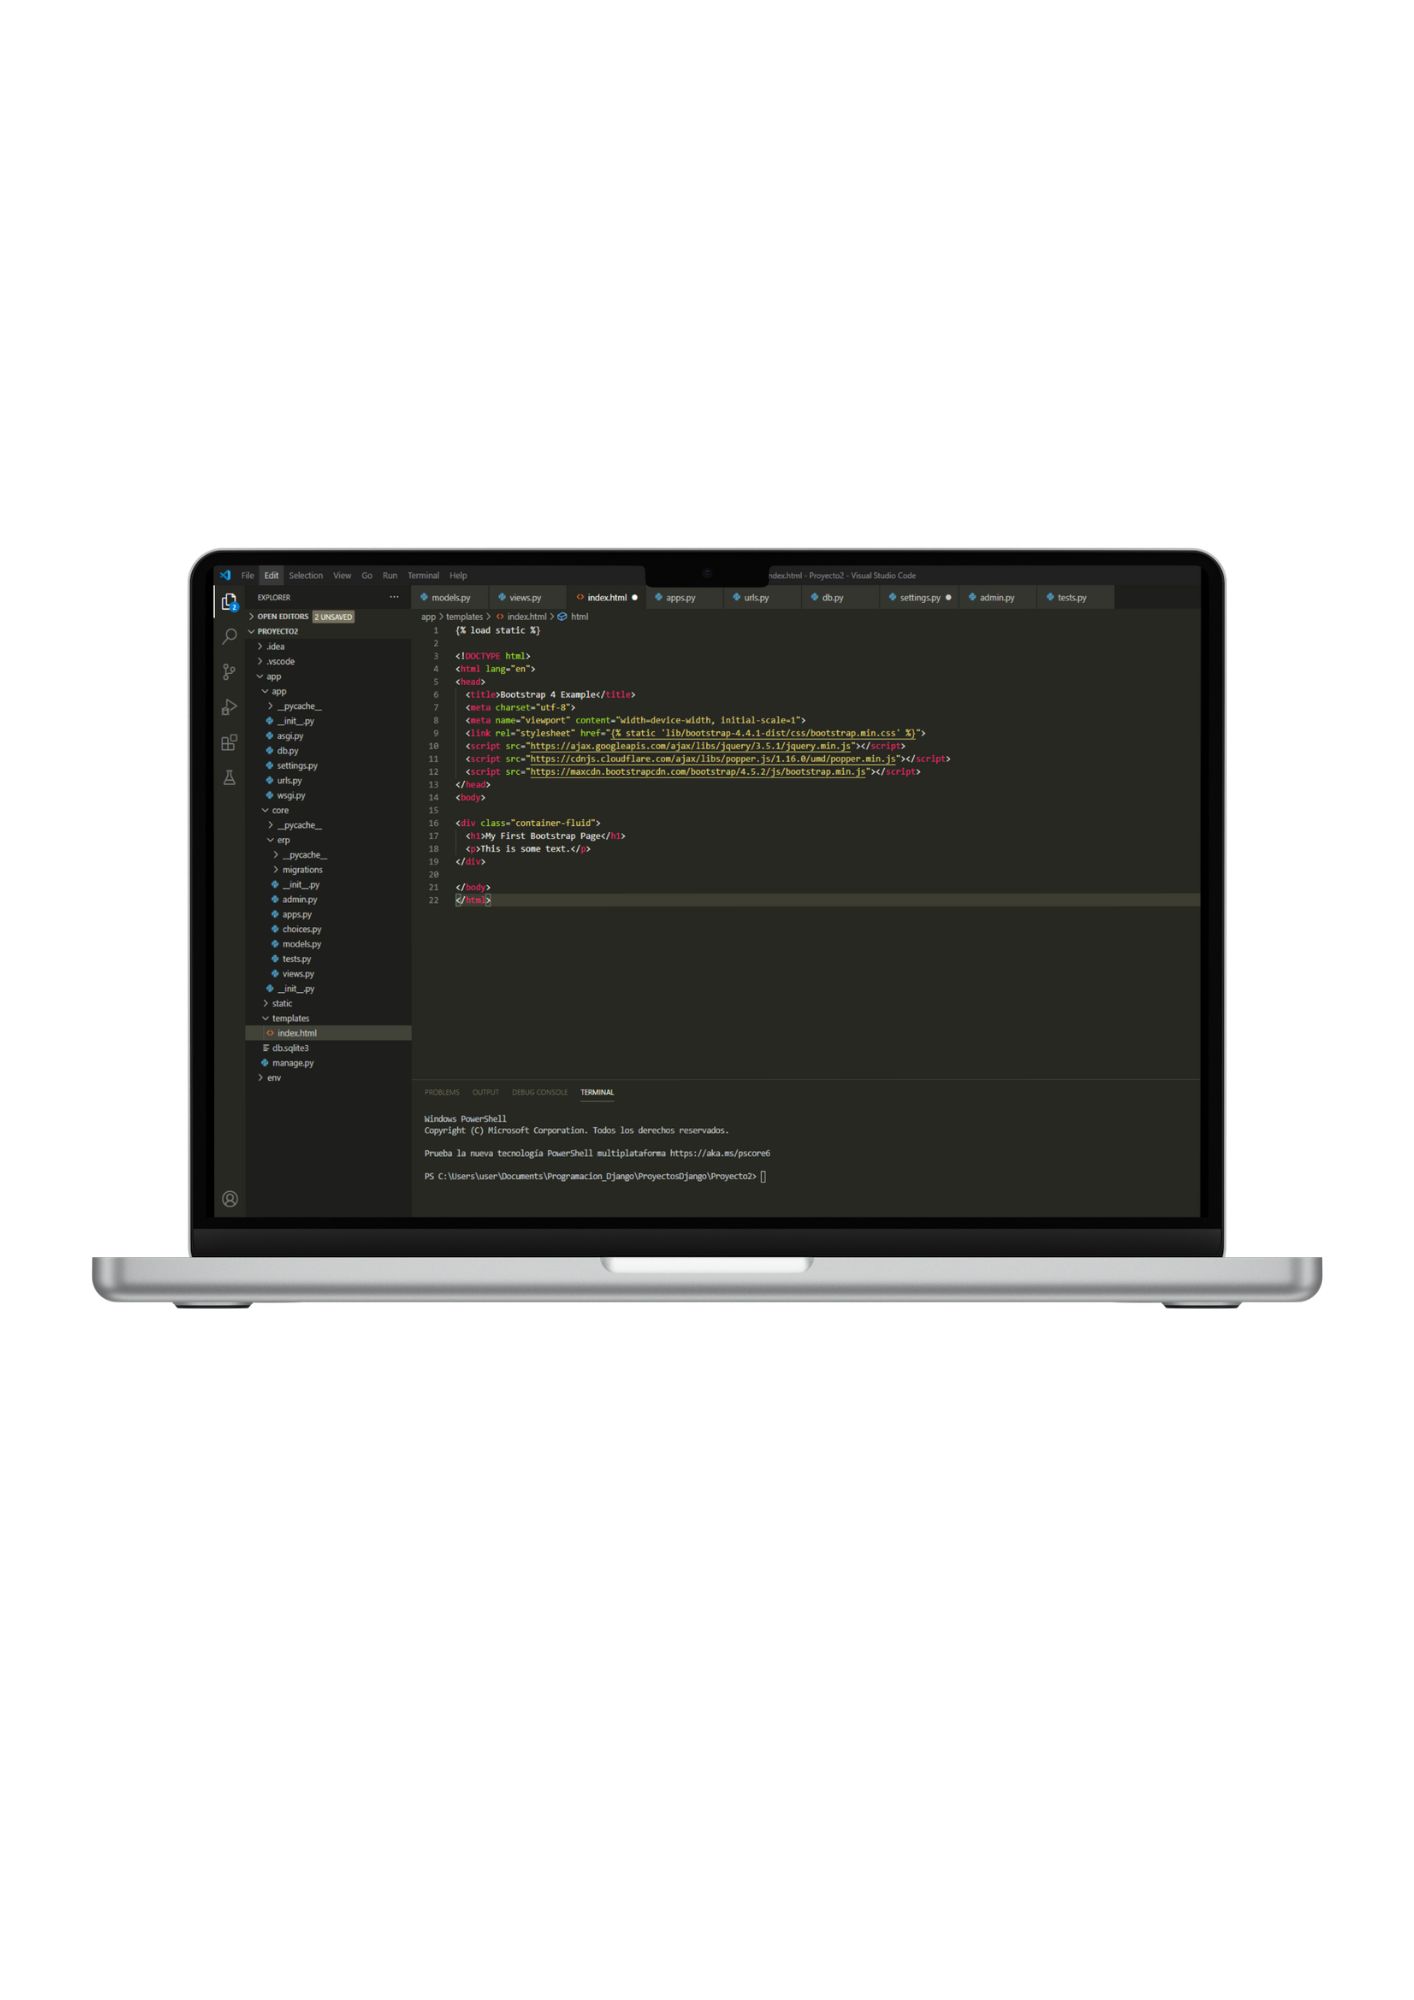 File Edit Selection View Go Run Terminal Help
ndex.html - Proyecto2 - Visual Studio Code
2
EXPLORER ···
OPEN EDITORS 2 UNSAVED
PROYECTO2
.idea
.vscode
app
app
__pycache__
__init__.py
asgi.py
db.py
settings.py
urls.py
wsgi.py
core
__pycache__
erp
__pycache__
migrations
__init__.py
admin.py
apps.py
choices.py
models.py
tests.py
views.py
__init__.py
static
templates
index.html
db.sqlite3
manage.py
env
models.py views.py index.html apps.py urls.py db.py settings.py admin.py tests.py
app > templates > index.html > html
1 {% load static %}
2
3 <!DOCTYPE html>
4 <html lang="en">
5 <head>
6 <title>Bootstrap 4 Example</title>
7 <meta charset="utf-8">
8 <meta name="viewport" content="width=device-width, initial-scale=1">
9 <link rel="stylesheet" href="{% static 'lib/bootstrap-4.4.1-dist/css/bootstrap.min.css' %}">
10 <script src="https://ajax.googleapis.com/ajax/libs/jquery/3.5.1/jquery.min.js"></script>
11 <script src="https://cdnjs.cloudflare.com/ajax/libs/popper.js/1.16.0/umd/popper.min.js"></script>
12 <script src="https://maxcdn.bootstrapcdn.com/bootstrap/4.5.2/js/bootstrap.min.js"></script>
13 </head>
14 <body>
15
16 <div class="container-fluid">
17 <h1>My First Bootstrap Page</h1>
18 <p>This is some text.</p>
19 </div>
20
21 </body>
22 </html>
PROBLEMS OUTPUT DEBUG CONSOLE TERMINAL
Windows PowerShell
Copyright (C) Microsoft Corporation. Todos los derechos reservados.
Prueba la nueva tecnología PowerShell multiplataforma https://aka.ms/pscore6
PS C:\Users\user\Documents\Programacion_Django\ProyectosDjango\Proyecto2>